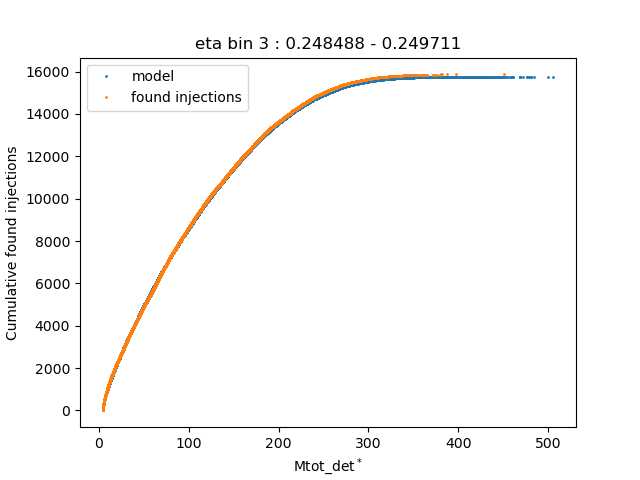 eta bin 3 : 0.248488 - 0.249711
model
found injections
16000
14000
12000
10000
8000
6000
4000
2000
0
Cumulative found injections
0 100 200 300 400 500
Mtot_det*